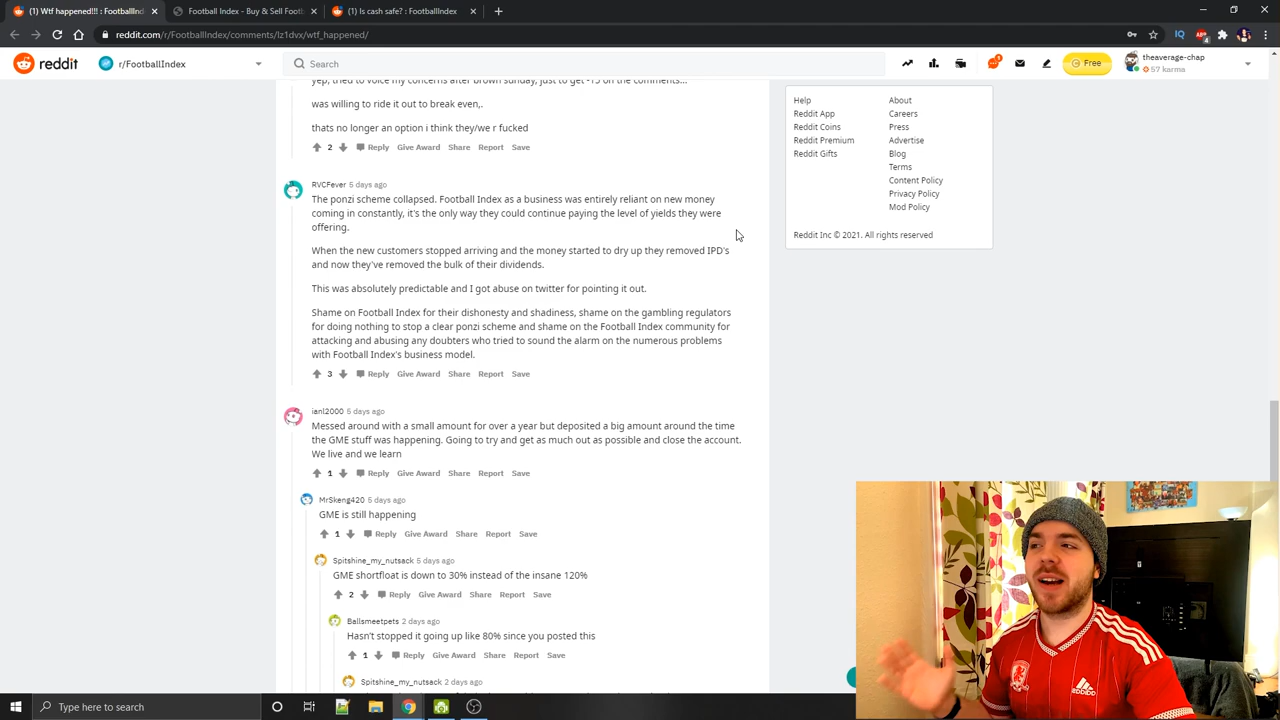 (1) Wtf happened!!! : FootballInd
Football Index - Buy & Sell Footb
(1) Is cash safe? : FootballIndex
reddit.com/r/FootballIndex/comments/lz1dvx/wtf_happened/
reddit
r/FootballIndex
Search
Free
theaverage-chap
57 karma
yep, tried to voice my concerns after brown sunday, just to get -15 on the comments...
was willing to ride it out to break even,.
thats no longer an option i think they/we r fucked
2 Reply Give Award Share Report Save
RVCFever 5 days ago
The ponzi scheme collapsed. Football Index as a business was entirely reliant on new money
coming in constantly, it's the only way they could continue paying the level of yields they were
offering.
When the new customers stopped arriving and the money started to dry up they removed IPD's
and now they've removed the bulk of their dividends.
This was absolutely predictable and I got abuse on twitter for pointing it out.
Shame on Football Index for their dishonesty and shadiness, shame on the gambling regulators
for doing nothing to stop a clear ponzi scheme and shame on the Football Index community for
attacking and abusing any doubters who tried to sound the alarm on the numerous problems
with Football Index's business model.
3 Reply Give Award Share Report Save
ianl2000 5 days ago
Messed around with a small amount for over a year but deposited a big amount around the time
the GME stuff was happening. Going to try and get as much out as possible and close the account.
We live and we learn
1 Reply Give Award Share Report Save
MrSkeng420 5 days ago
GME is still happening
1 Reply Give Award Share Report Save
Spitshine_my_nutsack 5 days ago
GME shortfloat is down to 30% instead of the insane 120%
2 Reply Give Award Share Report Save
Ballsmeetpets 2 days ago
Hasn't stopped it going up like 80% since you posted this
1 Reply Give Award Share Report Save
Spitshine_my_nutsack 2 days ago
Help About
Reddit App Careers
Reddit Coins Press
Reddit Premium Advertise
Reddit Gifts Blog
Terms
Content Policy
Privacy Policy
Mod Policy
Reddit Inc © 2021. All rights reserved
Type here to search